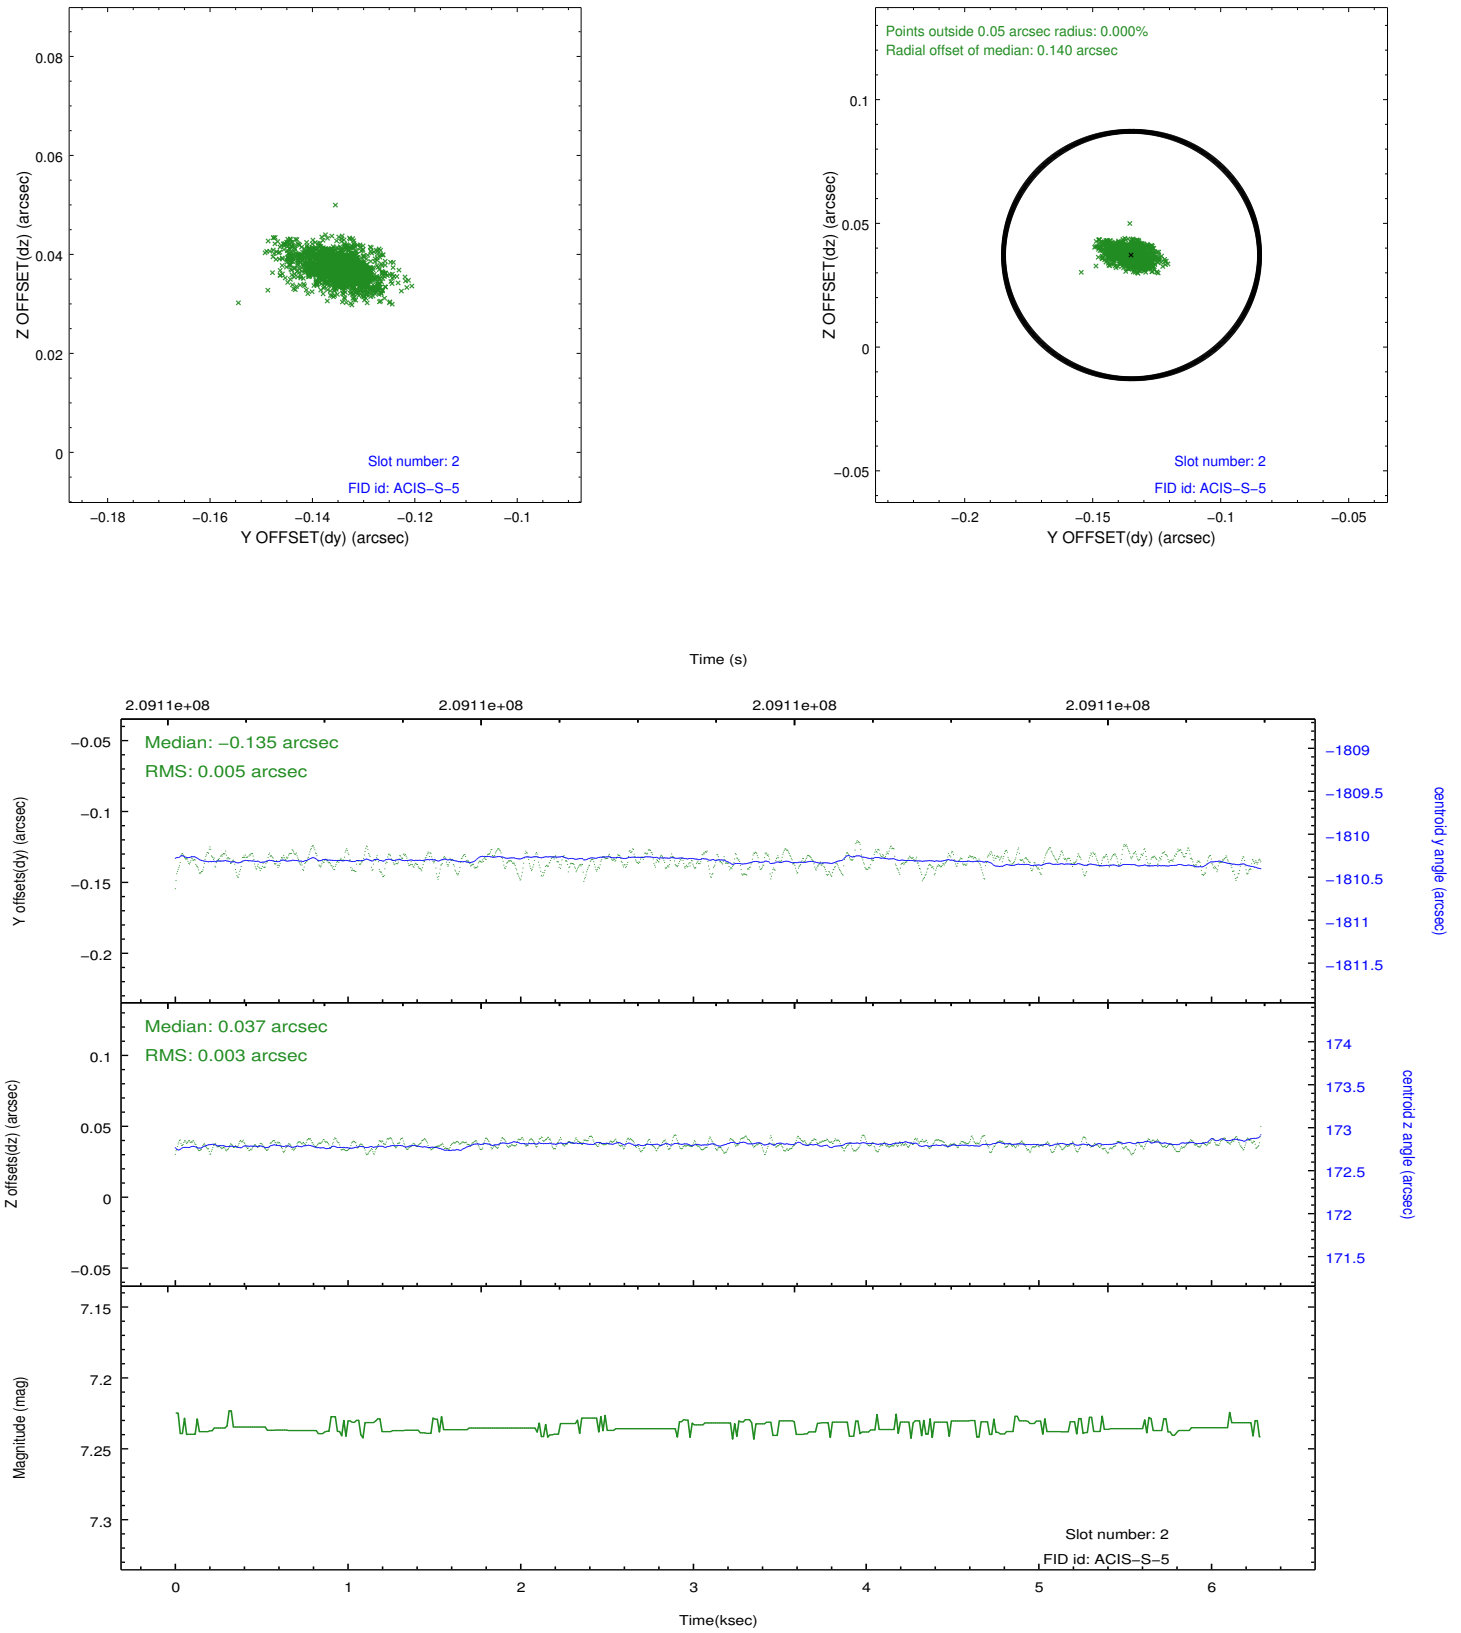 0.08
0.06
0.04
0.02
0
Z OFFSET(dz) (arcsec)
Slot number: 2
FID id: ACIS−S−5
−0.18 −0.16 −0.14 −0.12 −0.1
Y OFFSET(dy) (arcsec)
Points outside 0.05 arcsec radius: 0.000%
Radial offset of median: 0.140 arcsec
0.1
0.05
0
−0.05
Z OFFSET(dz) (arcsec)
Slot number: 2
FID id: ACIS−S−5
−0.2 −0.15 −0.1 −0.05
Y OFFSET(dy) (arcsec)
Time (s)
2.0911e+08 2.0911e+08 2.0911e+08 2.0911e+08
Median: −0.135 arcsec
RMS: 0.005 arcsec
−0.05
−0.1
−0.15
−0.2
Y offsets(dy) (arcsec)
−1809
−1809.5
−1810
−1810.5
−1811
−1811.5
centroid y angle (arcsec)
Median: 0.037 arcsec
RMS: 0.003 arcsec
0.1
0.05
0
−0.05
Z offsets(dz) (arcsec)
174
173.5
173
172.5
172
171.5
centroid z angle (arcsec)
7.15
7.2
7.25
7.3
Magnitude (mag)
Slot number: 2
FID id: ACIS−S−5
0 1 2 3 4 5 6
Time(ksec)